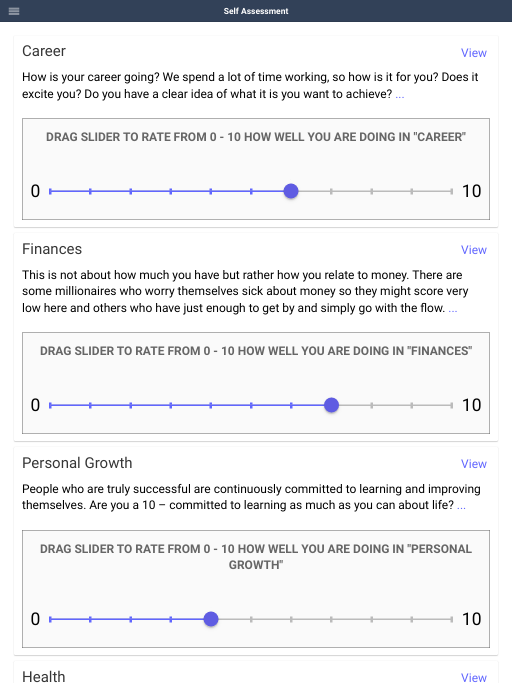 Self Assessment
Career
View
How is your career going? We spend a lot of time working, so how is it for you? Does it
excite you? Do you have a clear idea of what it is you want to achieve? ...
DRAG SLIDER TO RATE FROM 0 - 10 HOW WELL YOU ARE DOING IN "CAREER"
0 10
Finances
View
This is not about how much you have but rather how you relate to money. There are
some millionaires who worry themselves sick about money so they might score very
low here and others who have just enough to get by and simply go with the flow. ...
DRAG SLIDER TO RATE FROM 0 - 10 HOW WELL YOU ARE DOING IN "FINANCES"
0 10
Personal Growth
View
People who are truly successful are continuously committed to learning and improving
themselves. Are you a 10 – committed to learning as much as you can about life? ...
DRAG SLIDER TO RATE FROM 0 - 10 HOW WELL YOU ARE DOING IN "PERSONAL
GROWTH"
0 10
Health
View